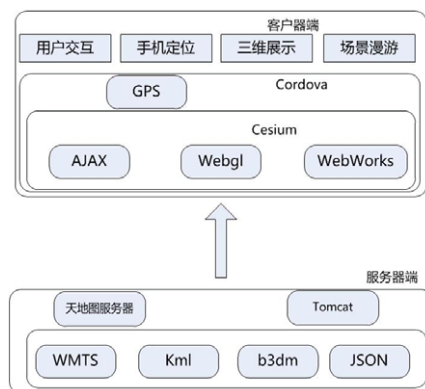 客户器端
用户交互 手机定位 三维展示 场景漫游
GPS Cordova
Cesium
AJAX Webgl WebWorks
服务器端
天地图服务器 Tomcat
WMTS Kml b3dm JSON